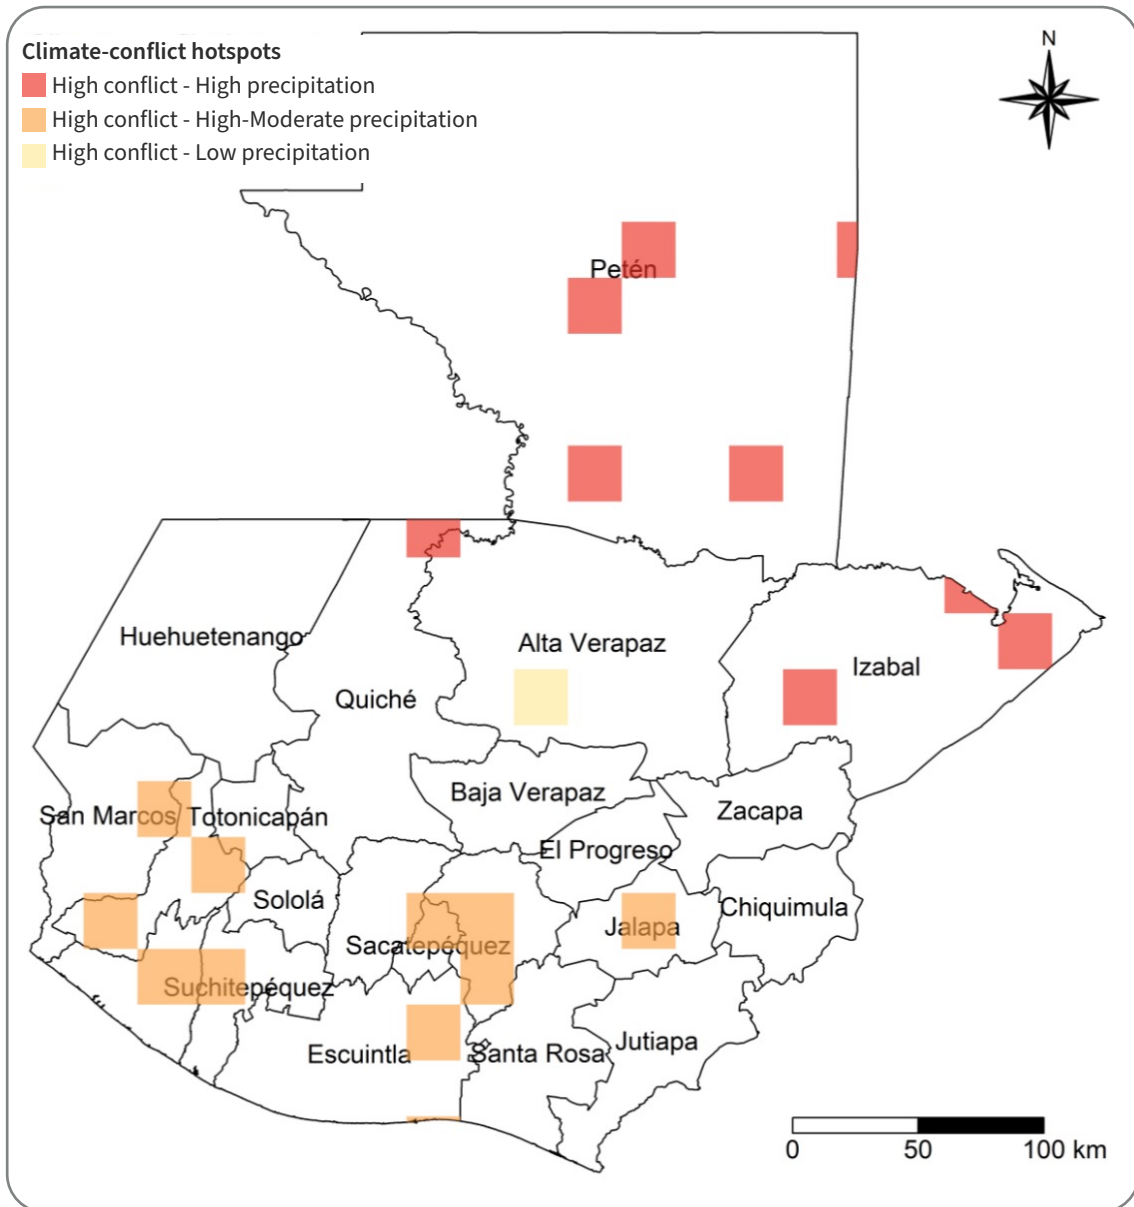 Climate-conflict hotspots
High conflict - High precipitation
High conflict - High-Moderate precipitation
High conflict - Low precipitation
N
Petén
Huehuetenango
Alta Verapaz
Izabal
Quiché
Baja Verapaz
San Marcos
Totonicapán
Zacapa
El Progreso
Sololá
Chiquimula
Jalapa
Sacatepéquez
Suchitepéquez
Escuintla
Santa Rosa
Jutiapa
0 50 100 km